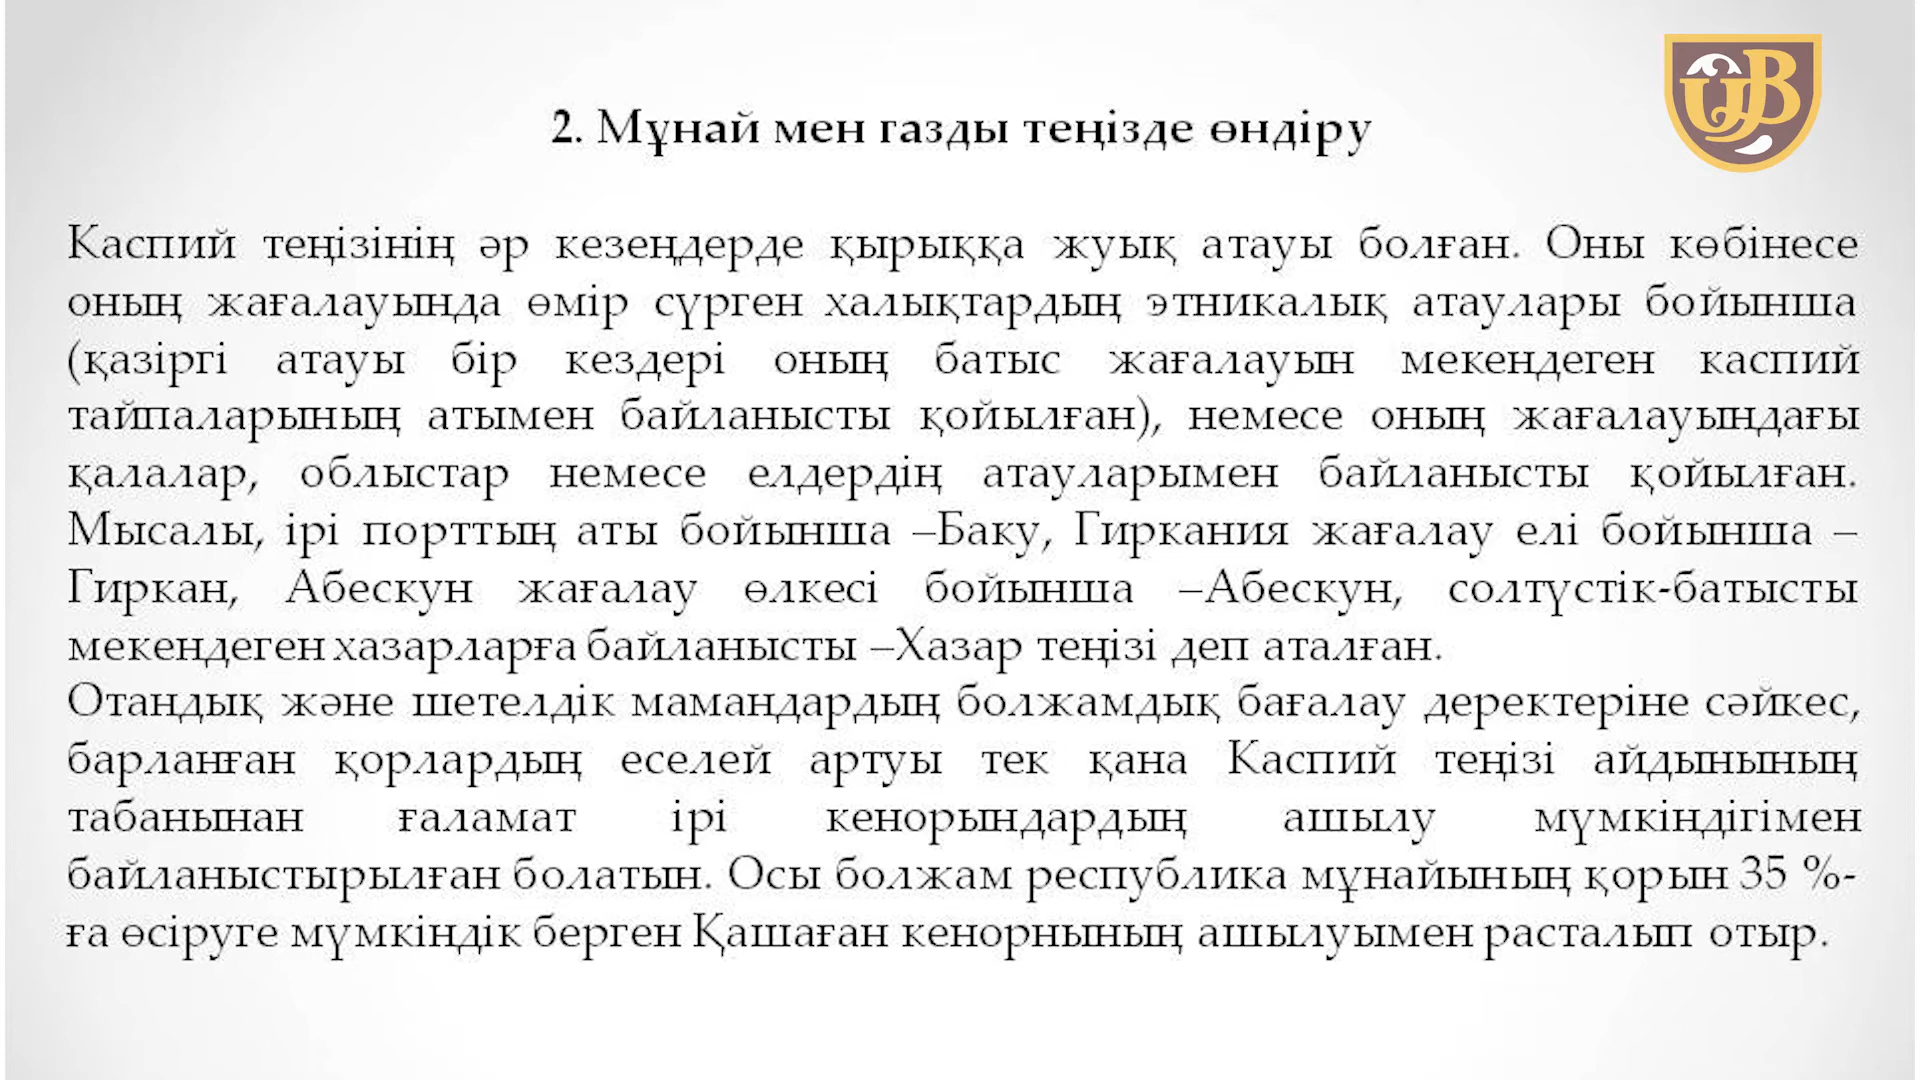 2. Мұнай мен газды теңізде өндіру
Каспий теңізінің әр кезеңдерде қырыққа жуық атауы болған. Оны көбінесе
оның жағалауында өмір сүрген халықтардың этникалық атаулары бойынша
(қазіргі атауы бір кездері оның батыс жағалауын мекендеген каспий
тайпаларының атымен байланысты қойылған), немесе оның жағалауындағы
қалалар, облыстар немесе елдердің атауларымен байланысты қойылған.
Мысалы, ірі порттың аты бойынша –Баку, Гиркания жағалау елі бойынша –
Гиркан, Абескун жағалау өлкесі бойынша –Абескун, солтүстік-батысты
мекендеген хазарларға байланысты –Хазар теңізі деп аталған.
Отандық және шетелдік мамандардың болжамдық бағалау деректеріне сәйкес,
барланған қорлардың еселей артуы тек қана Каспий теңізі айдынының
табанынан ғаламат ірі кенорындардың ашылу мүмкіндігімен
байланыстырылған болатын. Осы болжам республика мұнайының қорын 35 %-
ға өсіруге мүмкіндік берген Қашаған кенорнының ашылуымен расталып отыр.